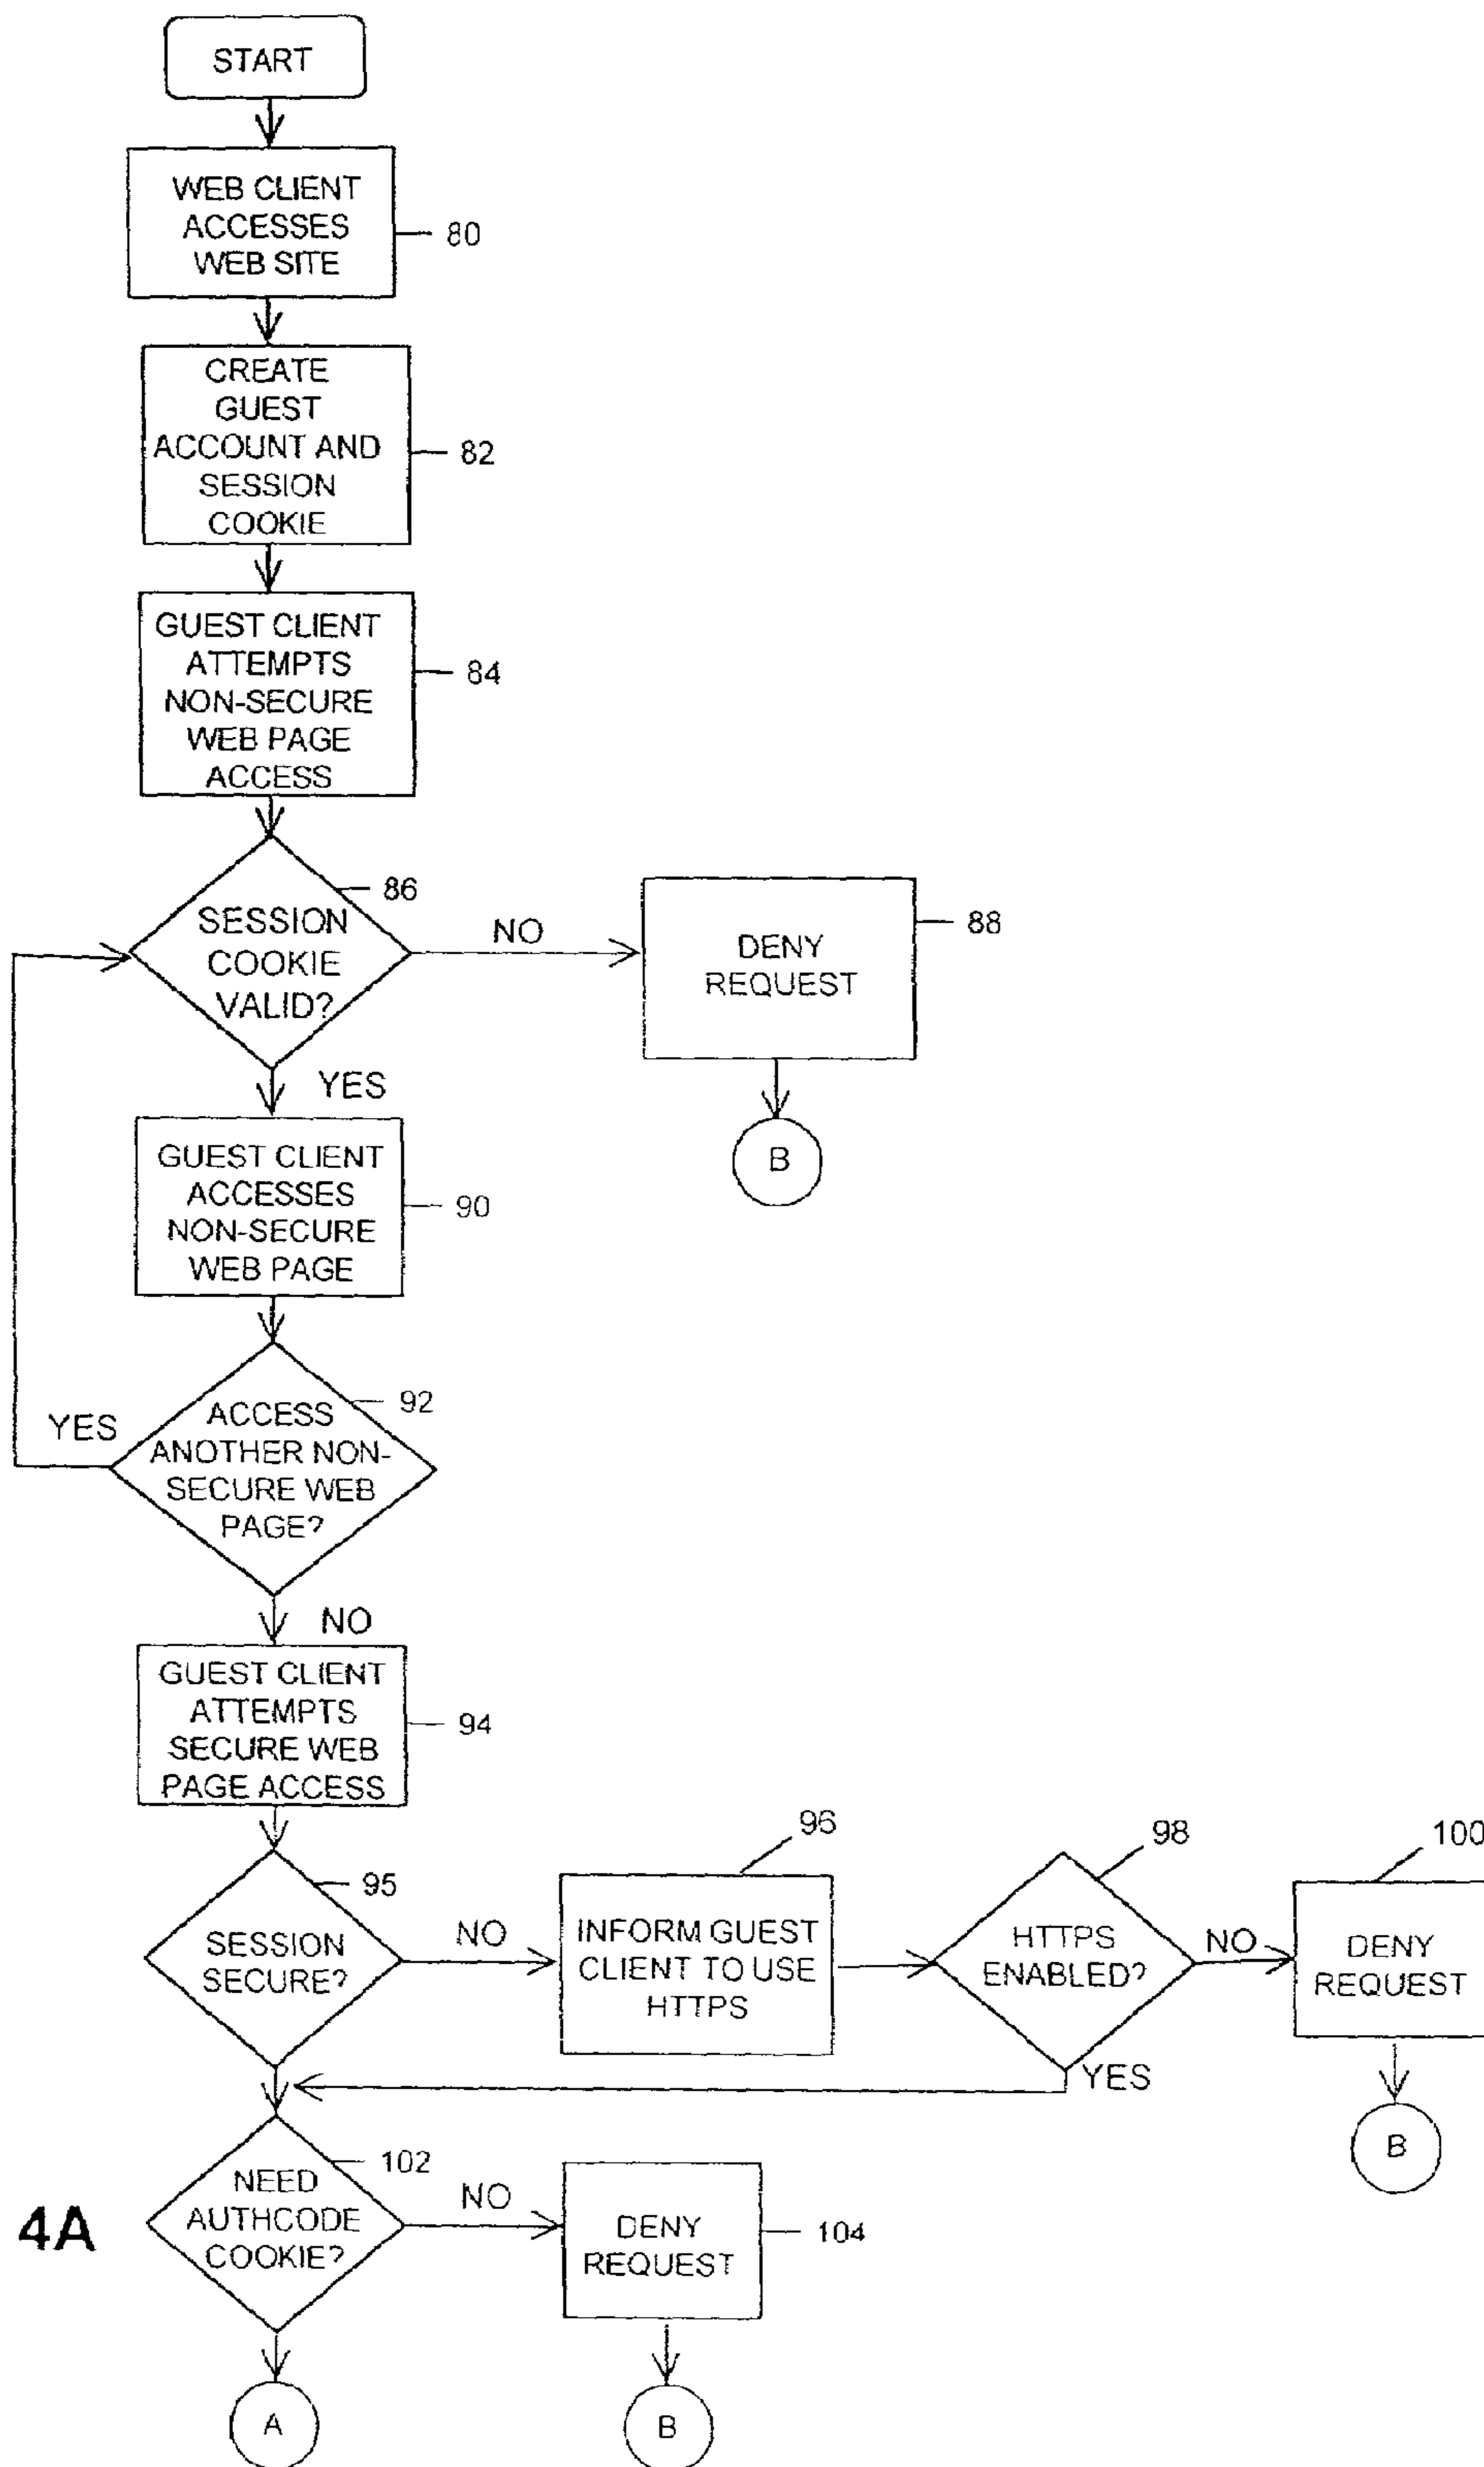 START
WEB CLIENT
ACCESSES
WEB SITE
80
CREATE
GUEST
ACCOUNT AND
SESSION
COOKIE
82
GUEST CLIENT
ATTEMPTS
NON-SECURE
WEB PAGE
ACCESS
84
86
SESSION
COOKIE
VALID?
NO
DENY
REQUEST
88
YES
B
GUEST CLIENT
ACCESSES
NON-SECURE
WEB PAGE
90
92
YES
ACCESS
ANOTHER NON-
SECURE WEB
PAGE?
NO
GUEST CLIENT
ATTEMPTS
SECURE WEB
PAGE ACCESS
94
95
SESSION
SECURE?
NO
96
INFORM GUEST
CLIENT TO USE
HTTPS
98
HTTPS
ENABLED?
NO
100
DENY
REQUEST
YES
B
102
NEED
AUTHCODE
COOKIE?
NO
DENY
REQUEST
104
4A
A
B